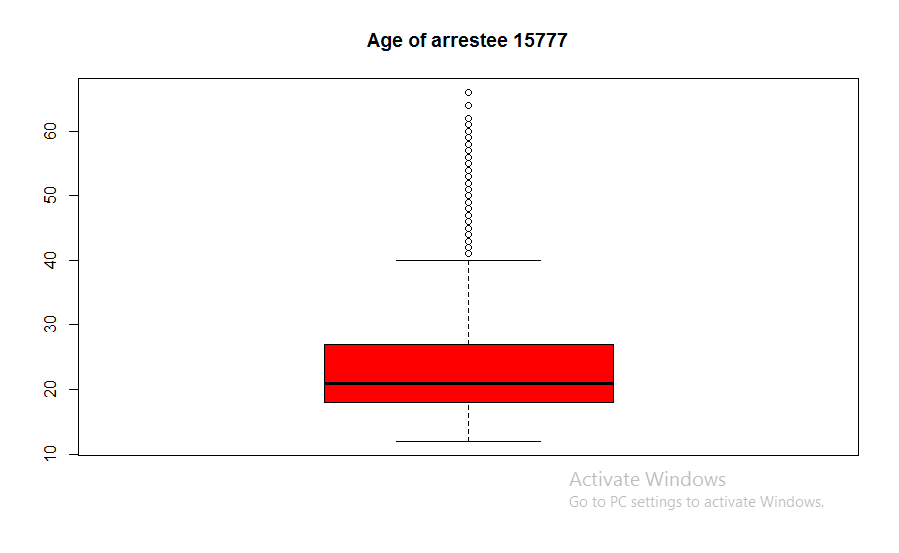 Age of arrestee 15777
60
50
40
30
20
10
Activate Windows
Go to PC settings to activate Windows.